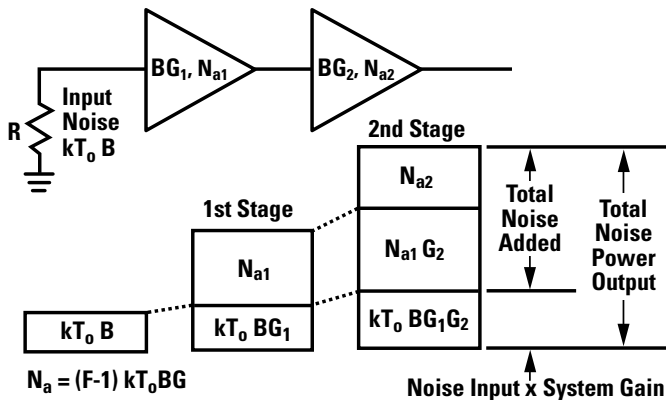 BG₁, Nₐ₁
BG₂, Nₐ₂
Input
Noise
kTₒ B
R
2nd Stage
Nₐ₂
1st Stage
Nₐ₁
Nₐ₁ G₂
Total
Noise
Added
Total
Noise
Power
Output
kTₒ B
kTₒ BG₁
kTₒ BG₁G₂
Nₐ = (F-1) kTₒBG
Noise Input x System Gain